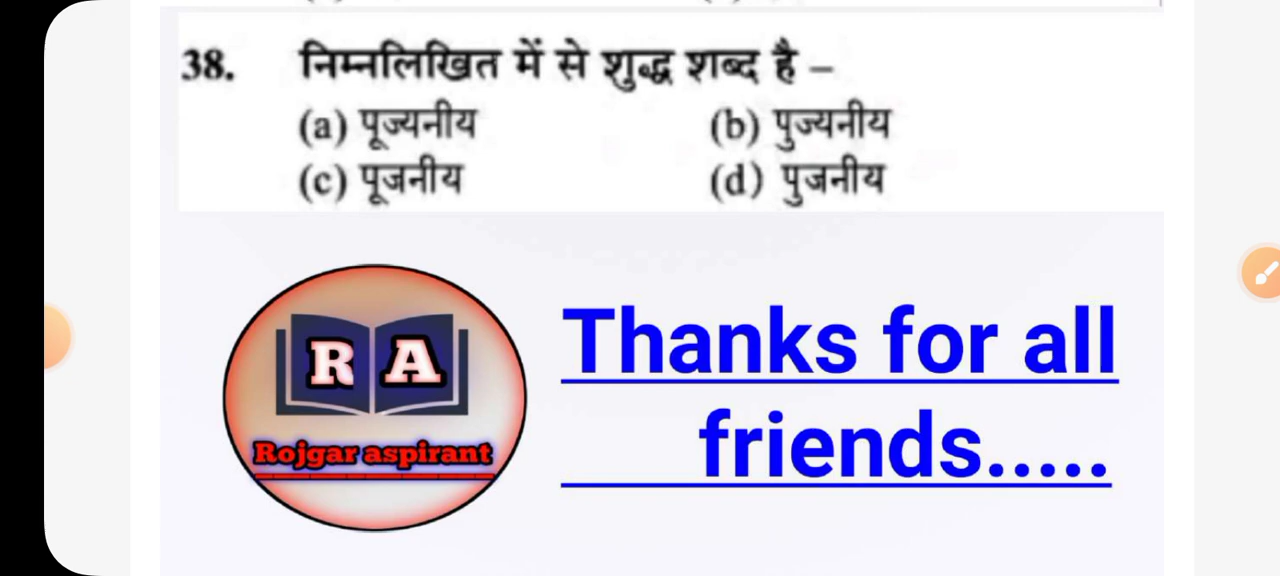 38. निम्नलिखित में से शुद्ध शब्द है –
(a) पूज्यनीय (b) पुज्यनीय
(c) पूजनीय (d) पुजनीय
R A
Rojgar aspirant
Thanks for all
friends.....